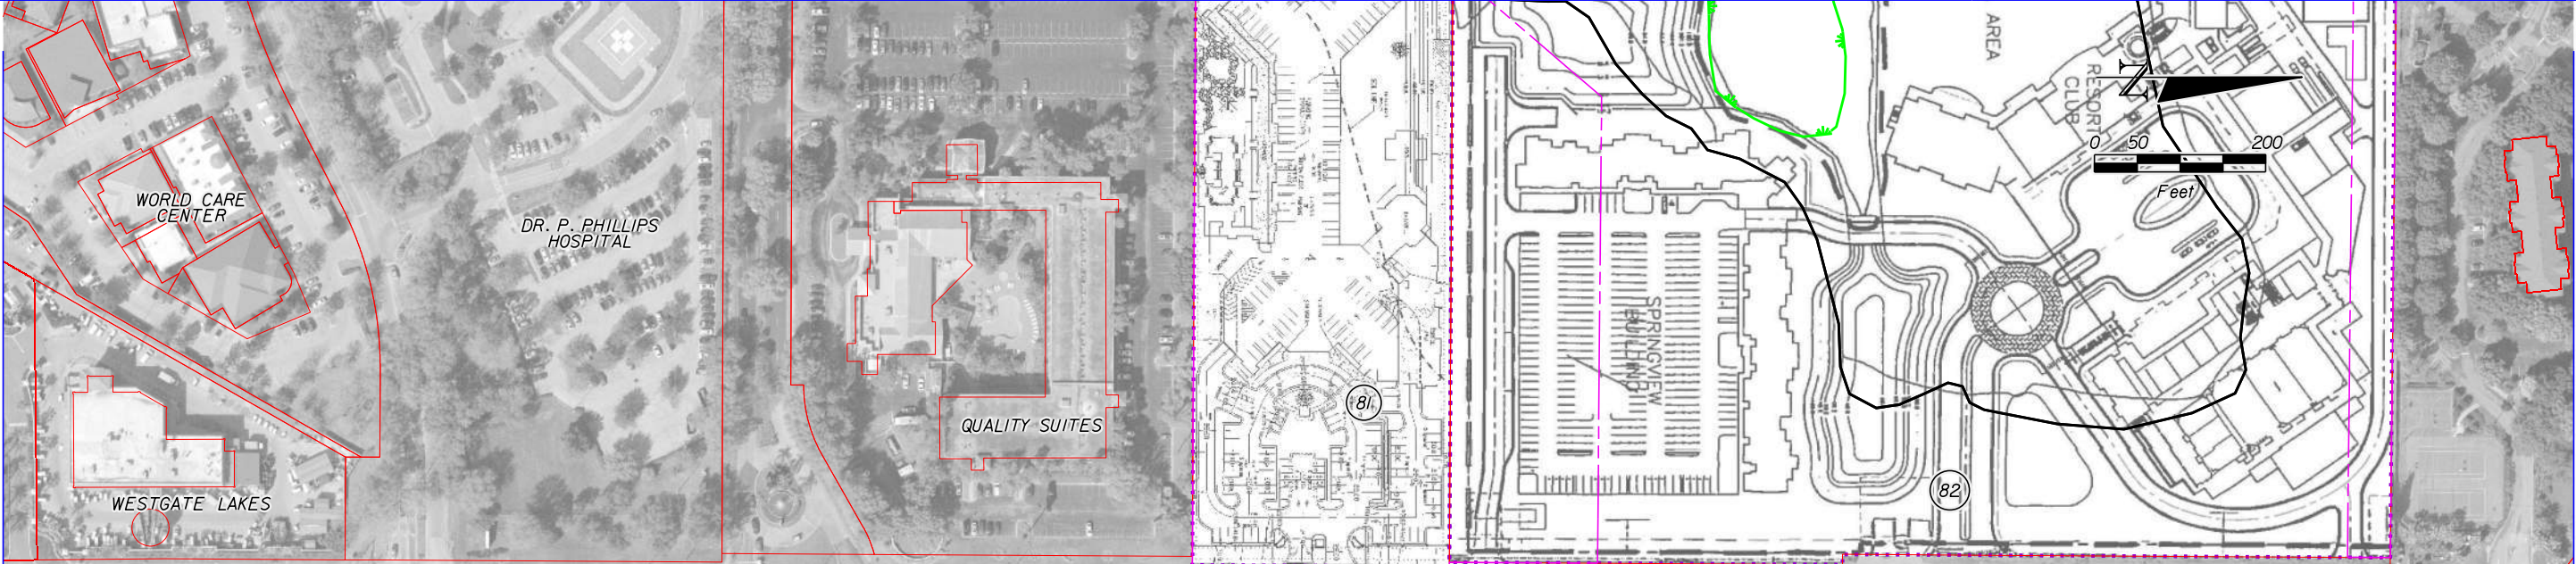 WORLD CARE
CENTER
DR. P. PHILLIPS
HOSPITAL
WESTGATE LAKES
QUALITY SUITES
81
82
SPRINGVIEW
BUILDING
AREA
RESORT
CLUB
N
0 50 200
Feet